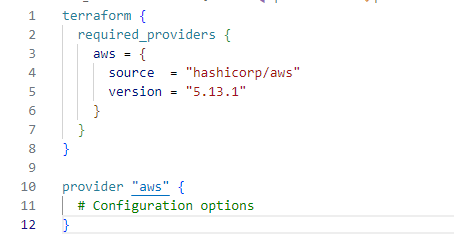 1 terraform {
2   required_providers {
3     aws = {
4       source  = "hashicorp/aws"
5       version = "5.13.1"
6     }
7   }
8 }
9
10 provider "aws" {
11   # Configuration options
12 }